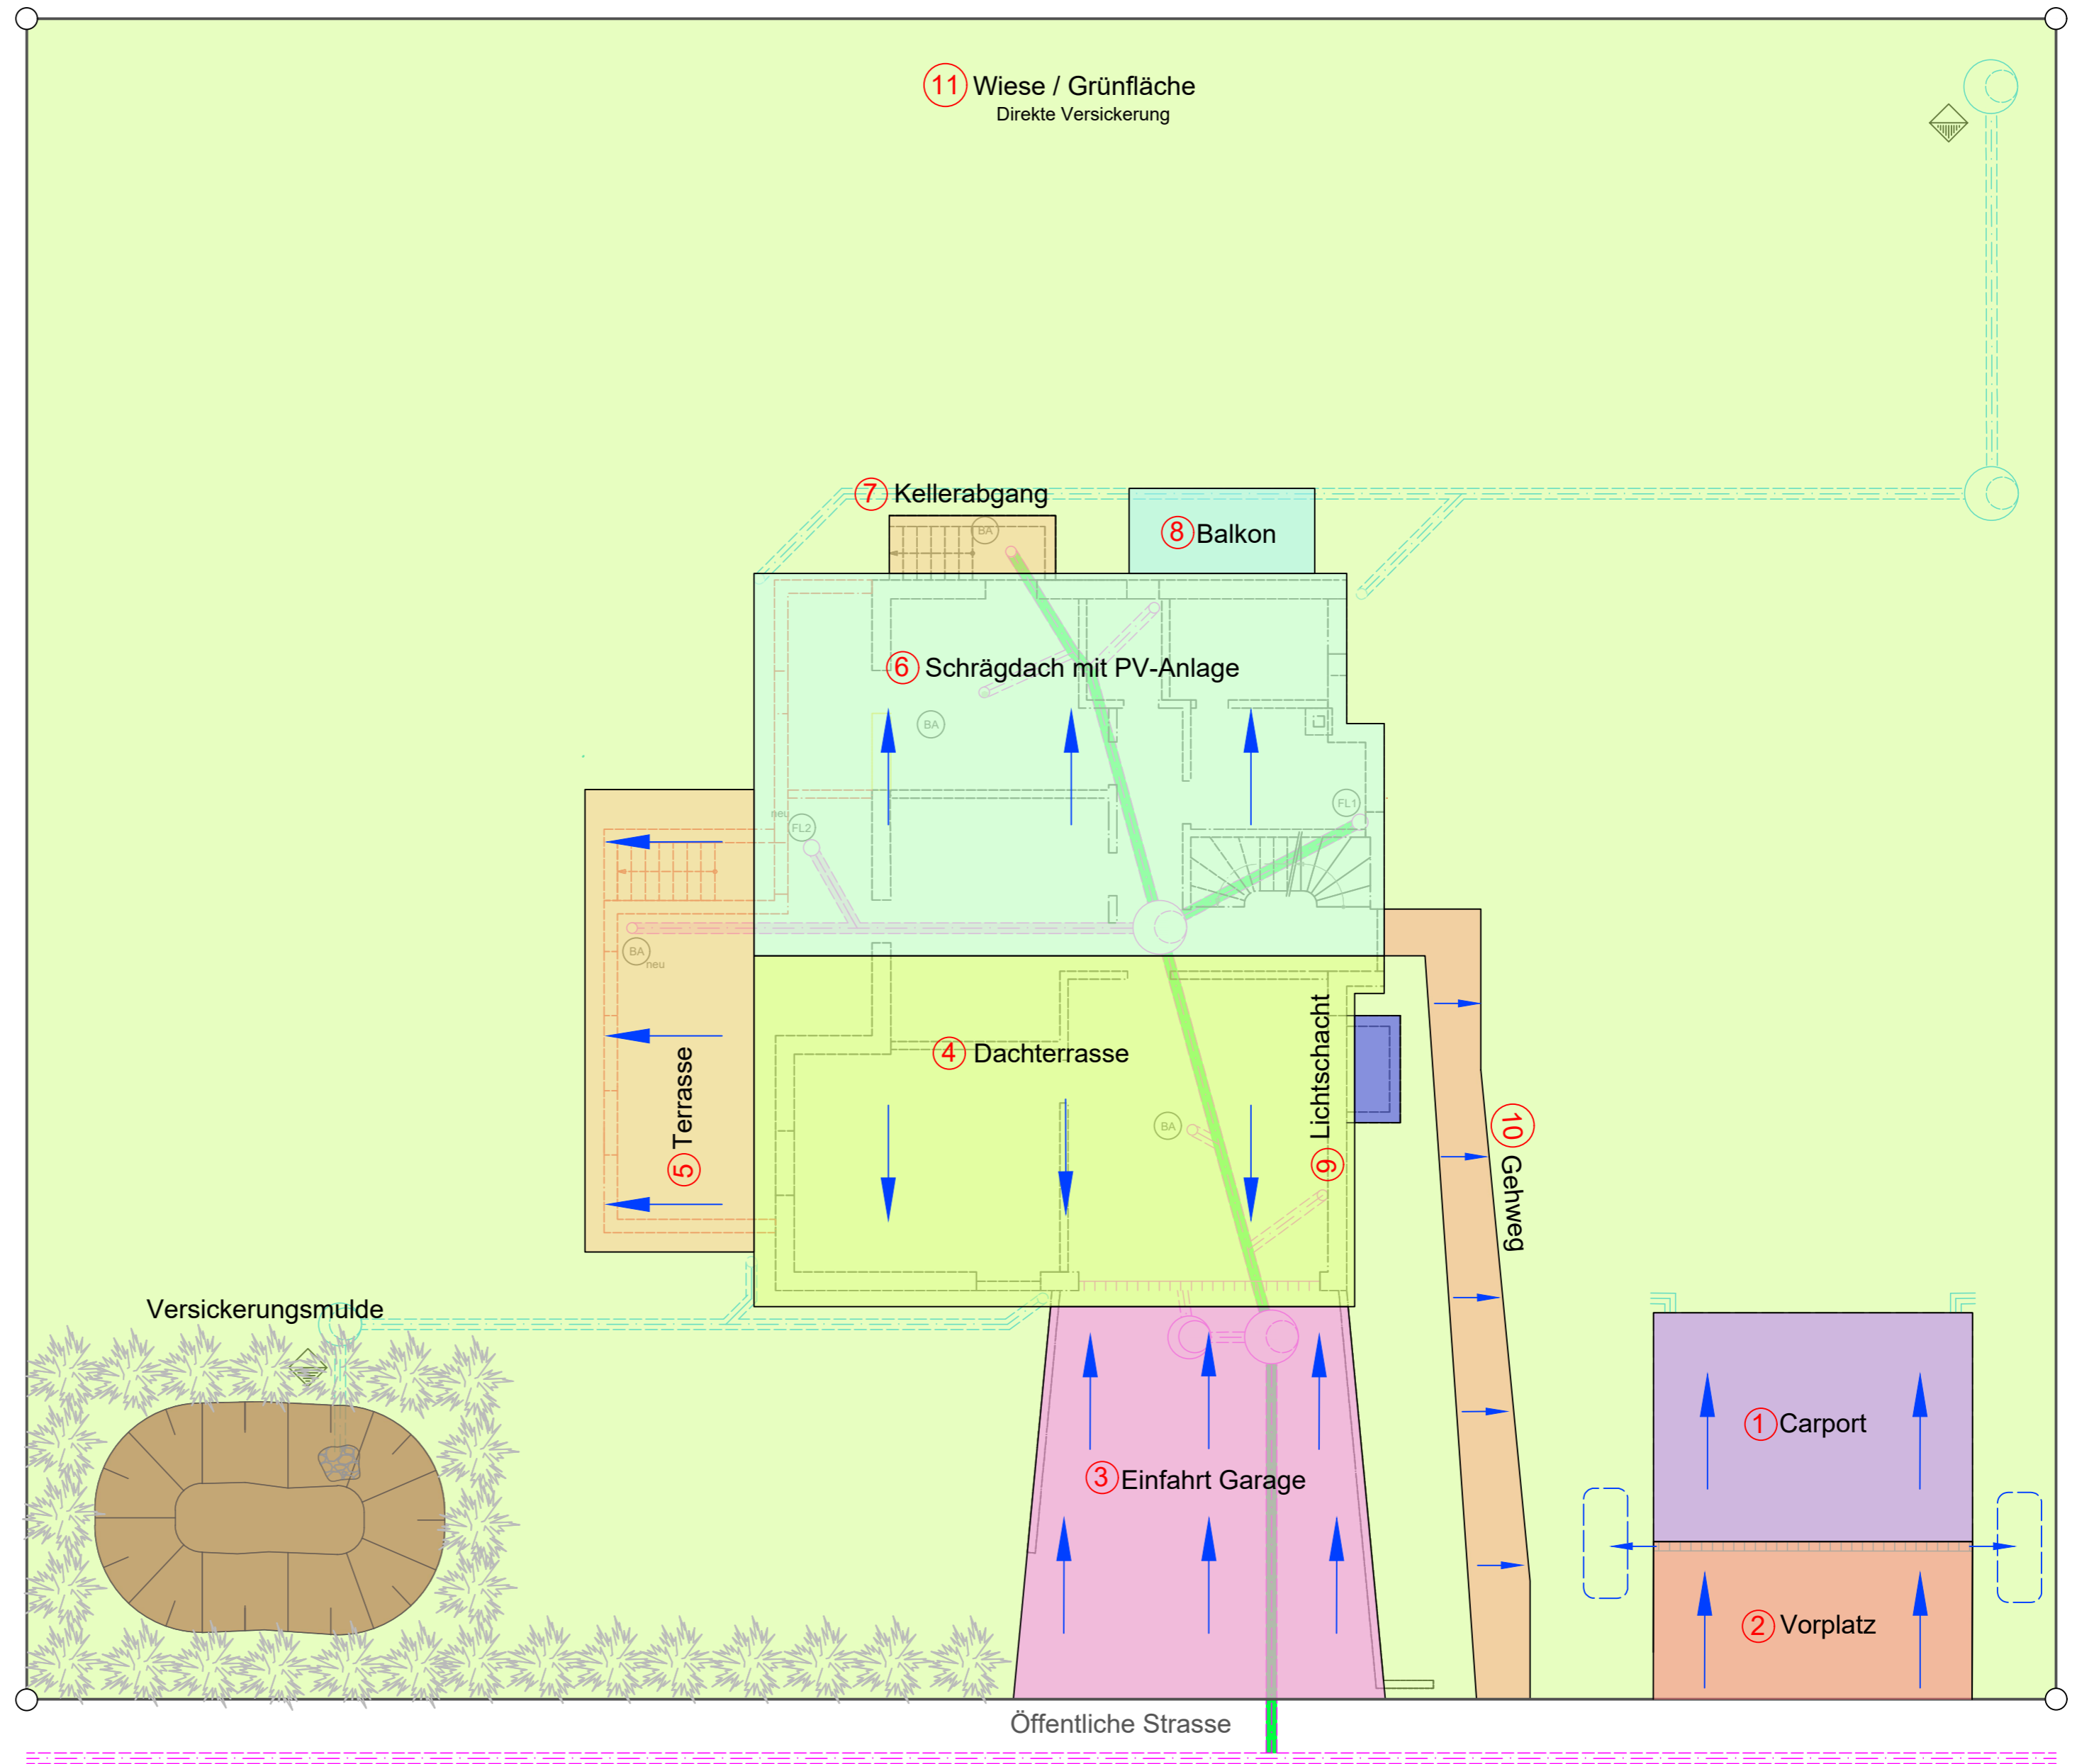 11 Wiese / Grünfläche
Direkte Versickerung
7 Kellerabgang
BA
8 Balkon
6 Schrägdach mit PV-Anlage
BA
FL1
neu
FL2
BA
neu
4 Dachterrasse
5 Terrasse
BA
9 Lichtschacht
10 Gehweg
Versickerungsmulde
1 Carport
3 Einfahrt Garage
2 Vorplatz
Öffentliche Strasse